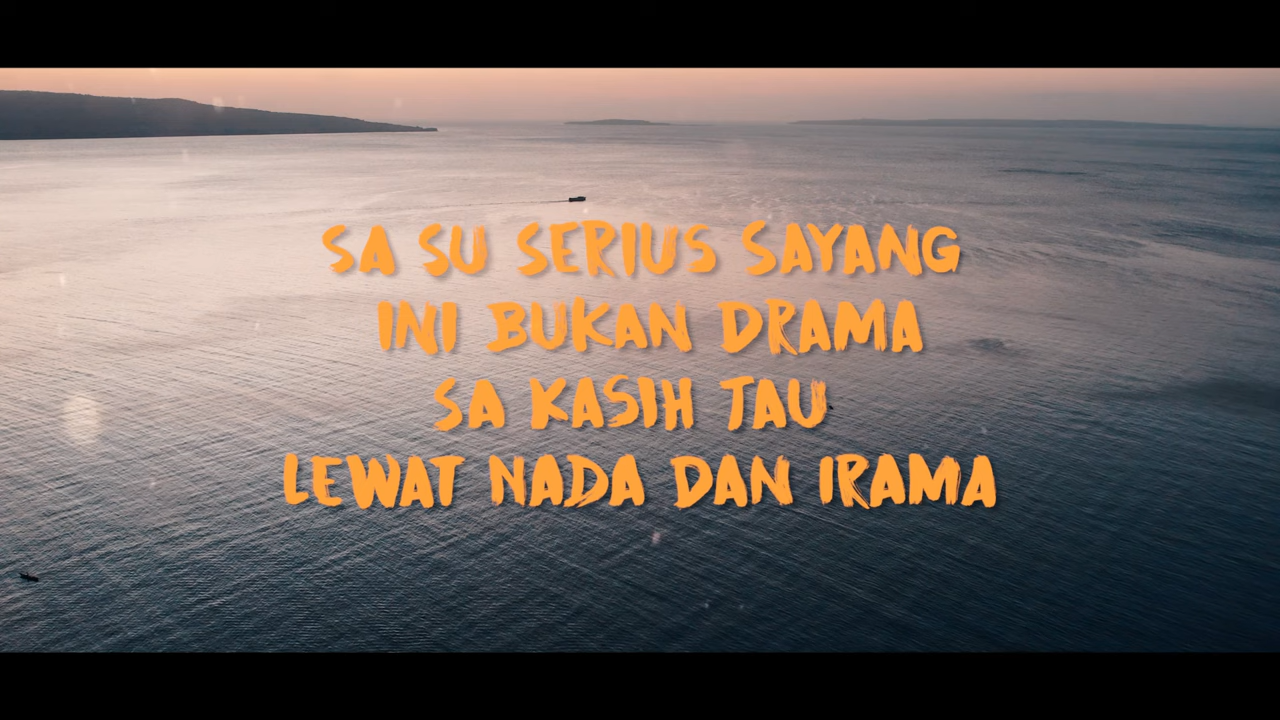 SA SU SERIUS SAYANG
INI BUKAN DRAMA
SA KASIH TAU
LEWAT NADA DAN IRAMA